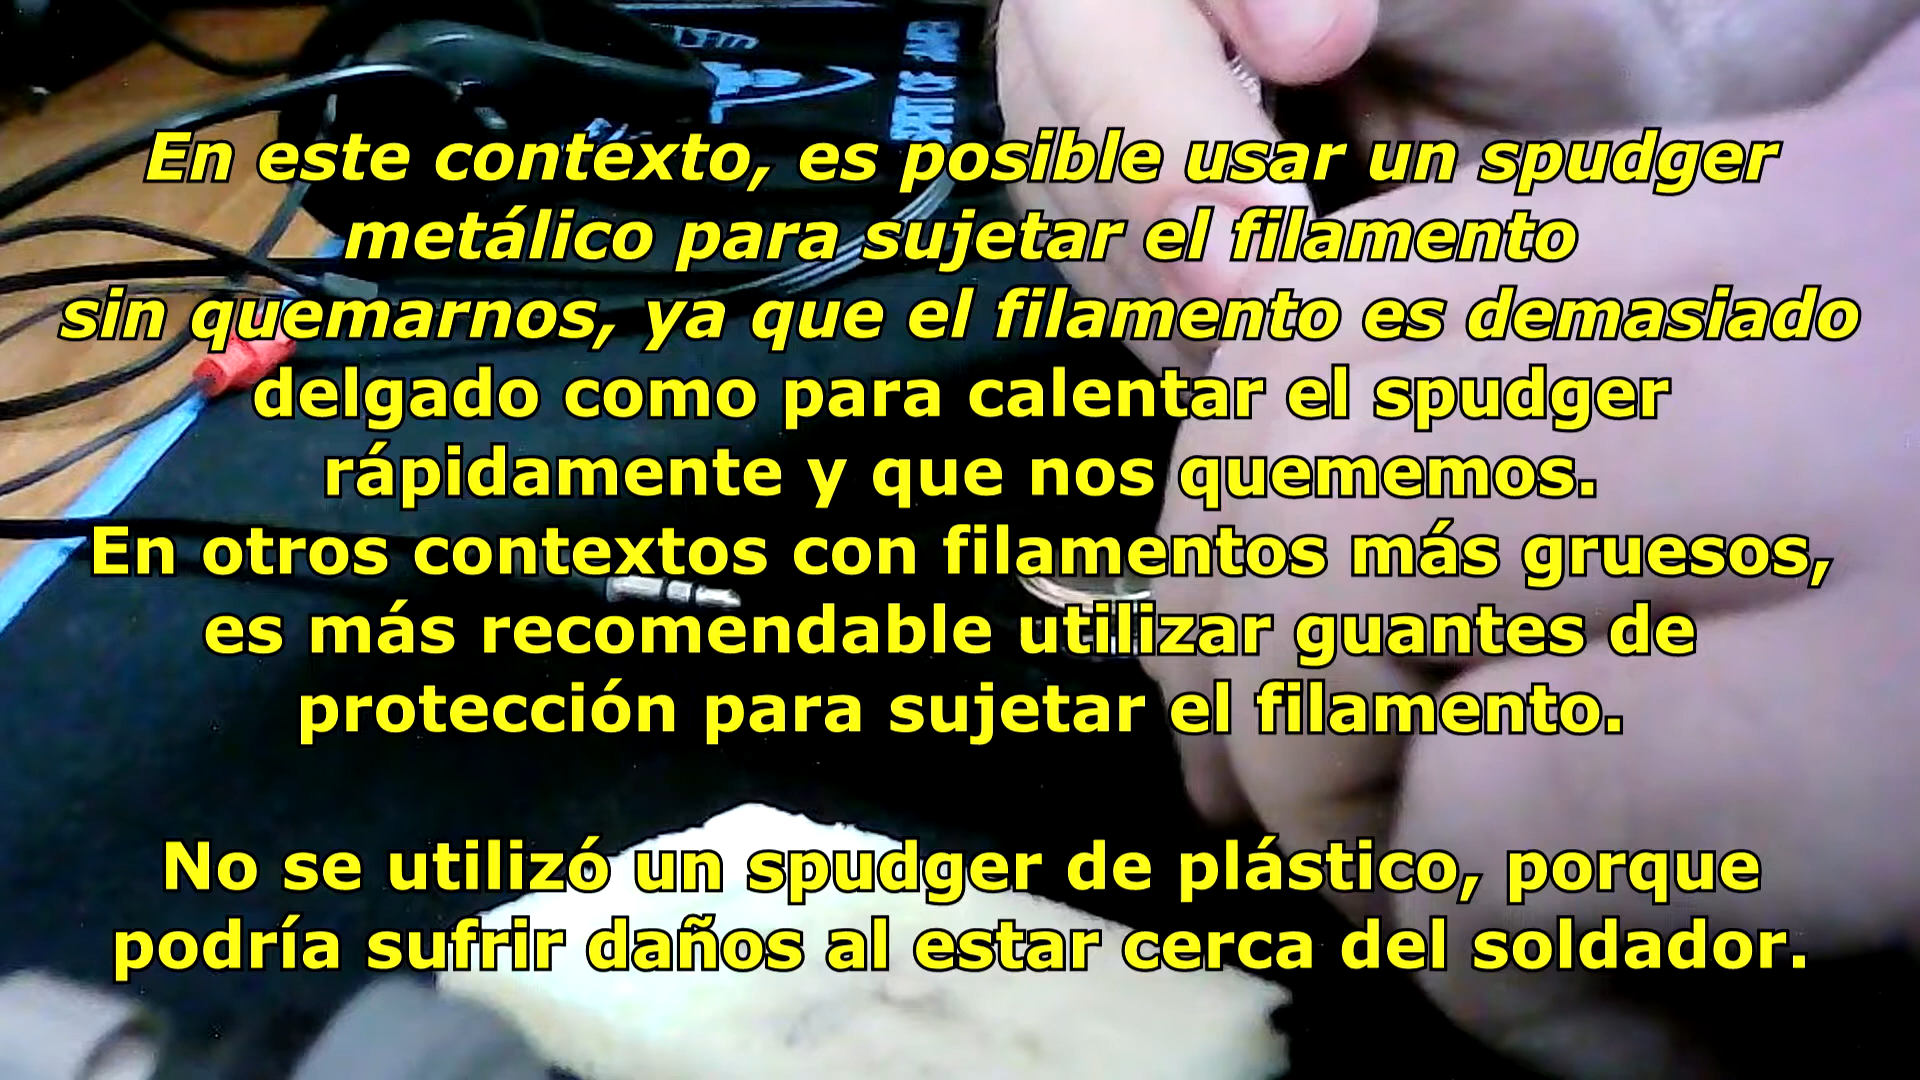 En este contexto, es posible usar un spudger
metálico para sujetar el filamento
sin quemarnos, ya que el filamento es demasiado
delgado como para calentar el spudger
rápidamente y que nos quememos.
En otros contextos con filamentos más gruesos,
es más recomendable utilizar guantes de
protección para sujetar el filamento.
No se utilizó un spudger de plástico, porque
podría sufrir daños al estar cerca del soldador.